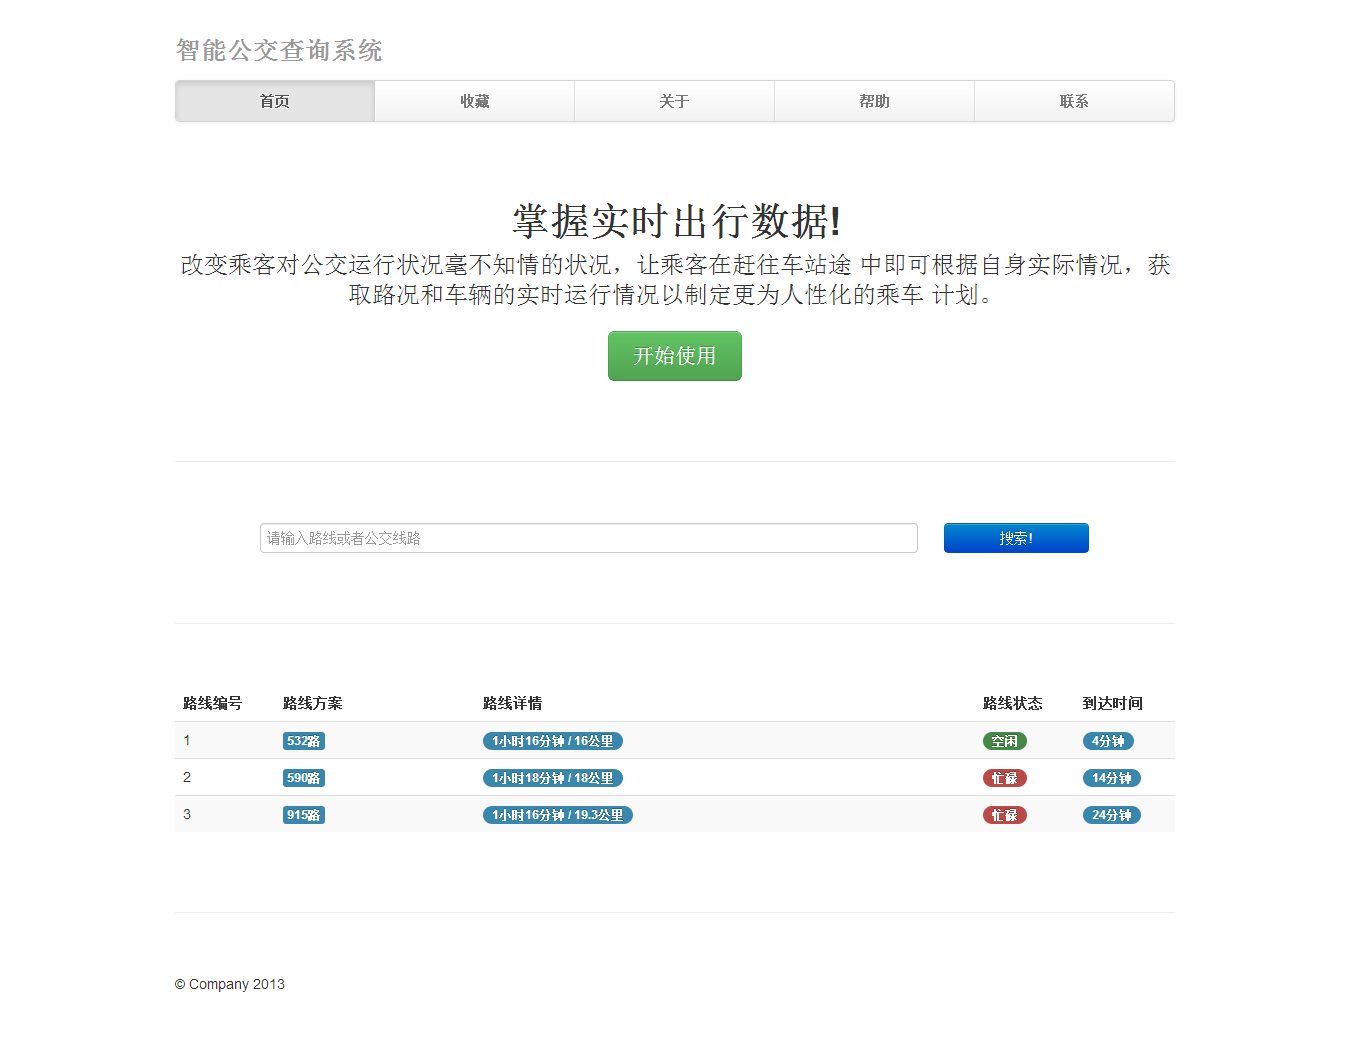 智能公交查询系统
首页 收藏 关于 帮助 联系
掌握实时出行数据!
改变乘客对公交运行状况毫不知情的状况，让乘客在赶往车站途 中即可根据自身实际情况，获
取路况和车辆的实时运行情况以制定更为人性化的乘车 计划。
开始使用
请输入路线或者公交线路 搜索!
路线编号 路线方案 路线详情 路线状态 到达时间
1 532路 1小时16分钟 / 16公里 空闲 4分钟
2 590路 1小时18分钟 / 18公里 忙碌 14分钟
3 915路 1小时16分钟 / 19.3公里 忙碌 24分钟
© Company 2013